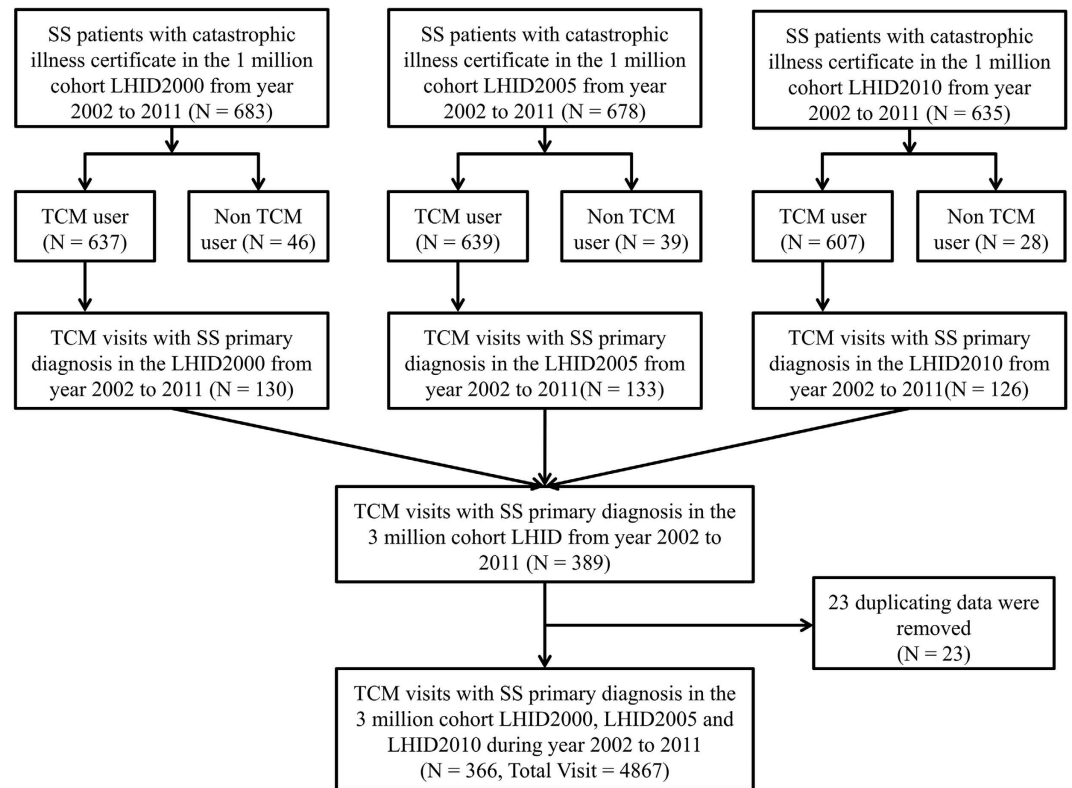 SS patients with catastrophic
illness certificate in the 1 million
cohort LHID2000 from year
2002 to 2011 (N = 683)
SS patients with catastrophic
illness certificate in the 1 million
cohort LHID2005 from year
2002 to 2011 (N = 678)
SS patients with catastrophic
illness certificate in the 1 million
cohort LHID2010 from year
2002 to 2011 (N = 635)
TCM user
(N = 637)
Non TCM
user (N = 46)
TCM user
(N = 639)
Non TCM
user (N = 39)
TCM user
(N = 607)
Non TCM
user (N = 28)
TCM visits with SS primary
diagnosis in the LHID2000 from
year 2002 to 2011 (N = 130)
TCM visits with SS primary
diagnosis in the LHID2005 from
year 2002 to 2011(N = 133)
TCM visits with SS primary
diagnosis in the LHID2010 from
year 2002 to 2011(N = 126)
TCM visits with SS primary diagnosis in the
3 million cohort LHID from year 2002 to
2011 (N = 389)
23 duplicating data were
removed
(N = 23)
TCM visits with SS primary diagnosis in the
3 million cohort LHID2000, LHID2005 and
LHID2010 during year 2002 to 2011
(N = 366, Total Visit = 4867)